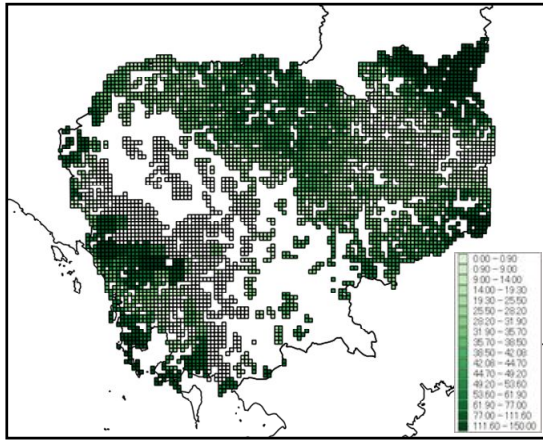 0.00 – 0.90
0.90 – 9.00
9.00 – 14.00
14.00 – 19.30
19.30 – 25.50
25.50 – 28.20
28.20 – 31.90
31.90 – 35.70
35.70 – 38.50
38.50 – 42.08
42.08 – 44.70
44.70 – 49.20
49.20 – 53.60
53.60 – 61.90
61.90 – 77.00
77.00 – 111.60
111.60 – 150.00